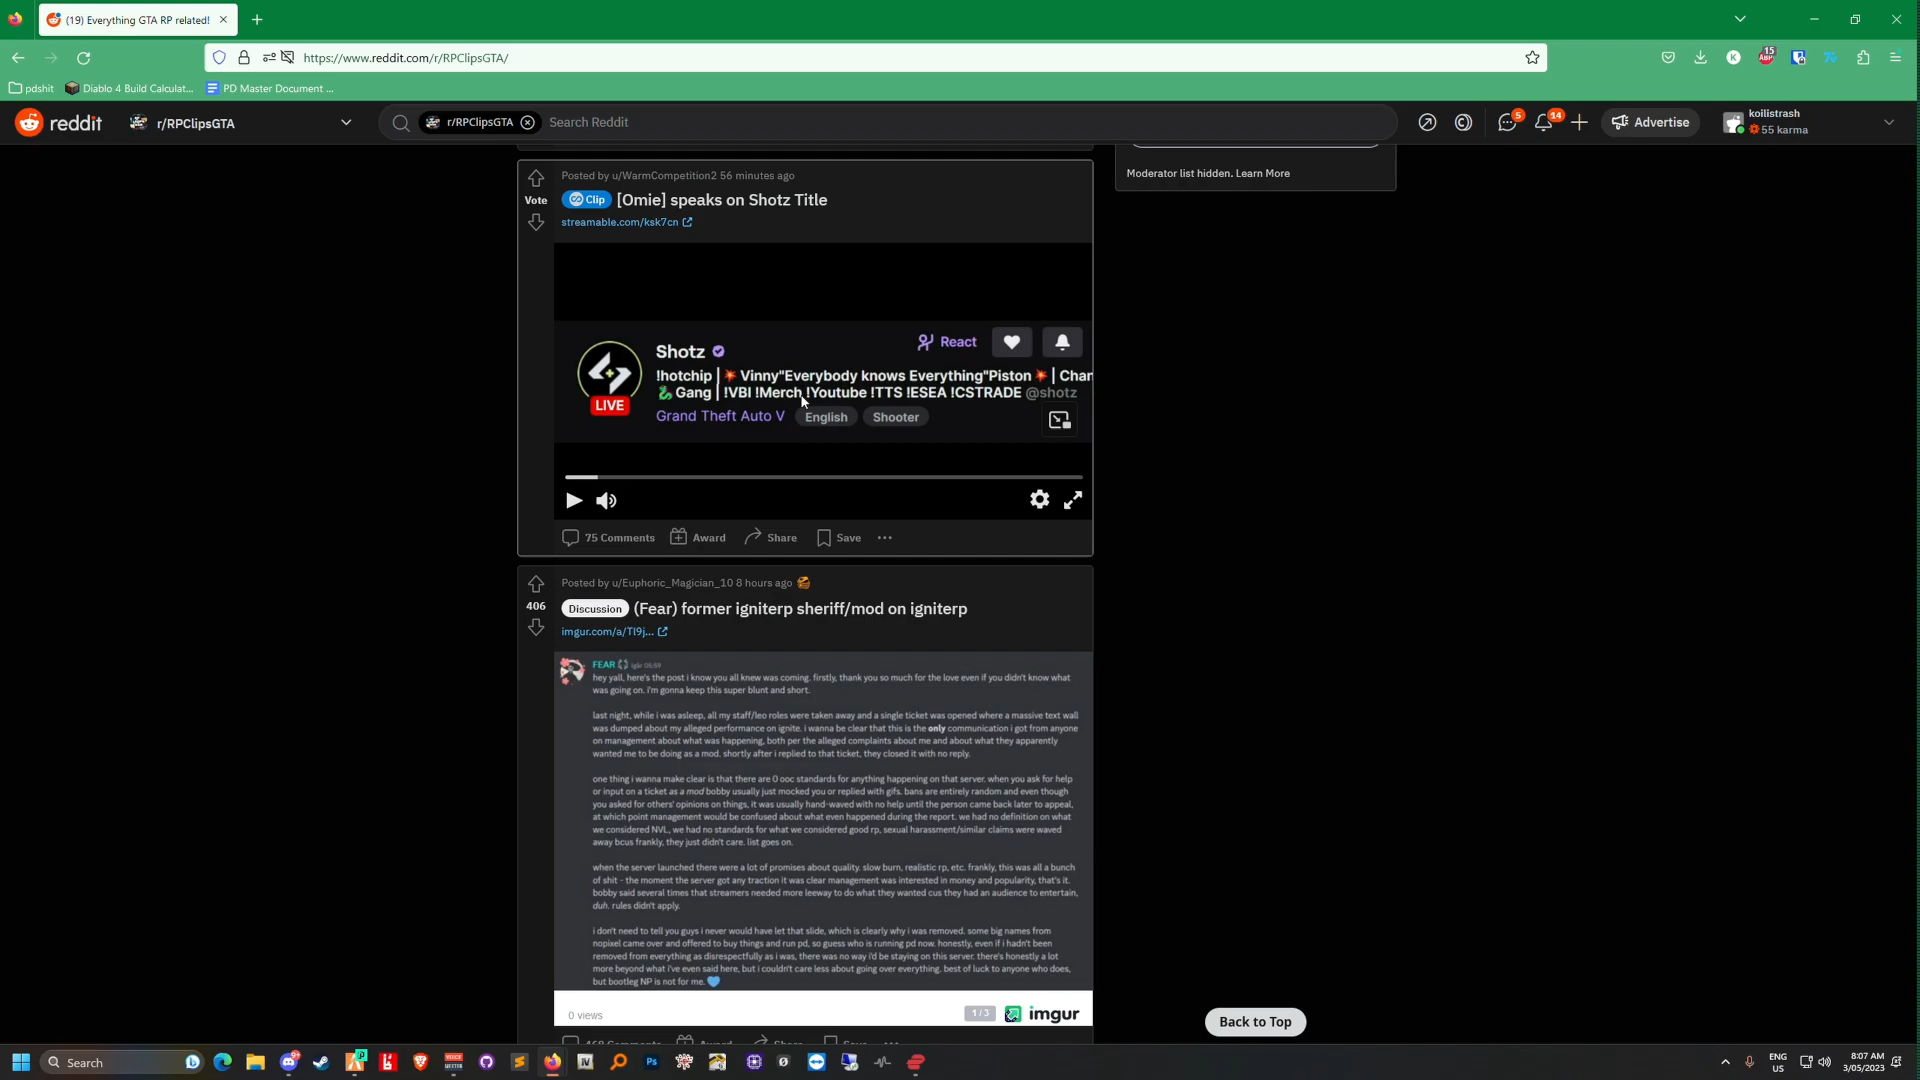 (19) Everything GTA RP related!
https://www.reddit.com/r/RPClipsGTA/
15
ABP
K
pdshit
Diablo 4 Build Calculat...
PD Master Document ...
reddit
r/RPClipsGTA
r/RPClipsGTA
Search Reddit
5
14
Advertise
koilistrash
55 karma
Moderator list hidden. Learn More
Posted by u/WarmCompetition2 56 minutes ago
Vote
Clip
[Omie] speaks on Shotz Title
streamable.com/ksk7cn
Shotz
React
!hotchip | Vinny"Everybody knows Everything"Piston | Chan
Gang | !VBI !Merch !Youtube !TTS !ESEA !CSTRADE @shotz
LIVE
Grand Theft Auto V
English
Shooter
75 Comments
Award
Share
Save
Posted by u/Euphoric_Magician_10 8 hours ago
406
Discussion
(Fear) former igniterp sheriff/mod on igniterp
imgur.com/a/Tl9j...
FEAR
igår 05:59
hey yall, here's the post i know you all knew was coming. firstly, thank you so much for the love even if you didn't know what
was going on. i'm gonna keep this super blunt and short.
last night, while i was asleep, all my staff/leo roles were taken away and a single ticket was opened where a massive text wall
was dumped about my alleged performance on ignite. i wanna be clear that this is the only communication i got from anyone
on management about what was happening, both per the alleged complaints about me and about what they apparently
wanted me to be doing as a mod. shortly after i replied to that ticket, they closed it with no reply.
one thing i wanna make clear is that there are 0 ooc standards for anything happening on that server. when you ask for help
or input on a ticket as a mod bobby usually just mocked you or replied with gifs. bans are entirely random and even though
you asked for others' opinions on things, it was usually hand-waved with no help until the person came back later to appeal,
at which point management would be confused about what even happened during the report. we had no definition on what
we considered NVL, we had no standards for what we considered good rp, sexual harassment/similar claims were waved
away bcus frankly, they just didn't care. list goes on.
when the server launched there were a lot of promises about quality. slow burn, realistic rp, etc. frankly, this was all a bunch
of shit - the moment the server got any traction it was clear management was interested in money and popularity, that's it.
bobby said several times that streamers needed more leeway to do what they wanted cus they had an audience to entertain,
duh. rules didn't apply.
i don't need to tell you guys i never would have let that slide, which is clearly why i was removed. some big names from
nopixel came over and offered to buy things and run pd, so guess who is running pd now. honestly, even if i hadn't been
removed from everything as disrespectfully as i was, there was no way i'd be staying on this server. there's honestly a lot
more beyond what i've even said here, but i couldn't care less about going over everything. best of luck to anyone who does,
but bootleg NP is not for me.
0 views
1 / 3
imgur
Back to Top
Search
Ps
ENG
US
8:07 AM
3/05/2023